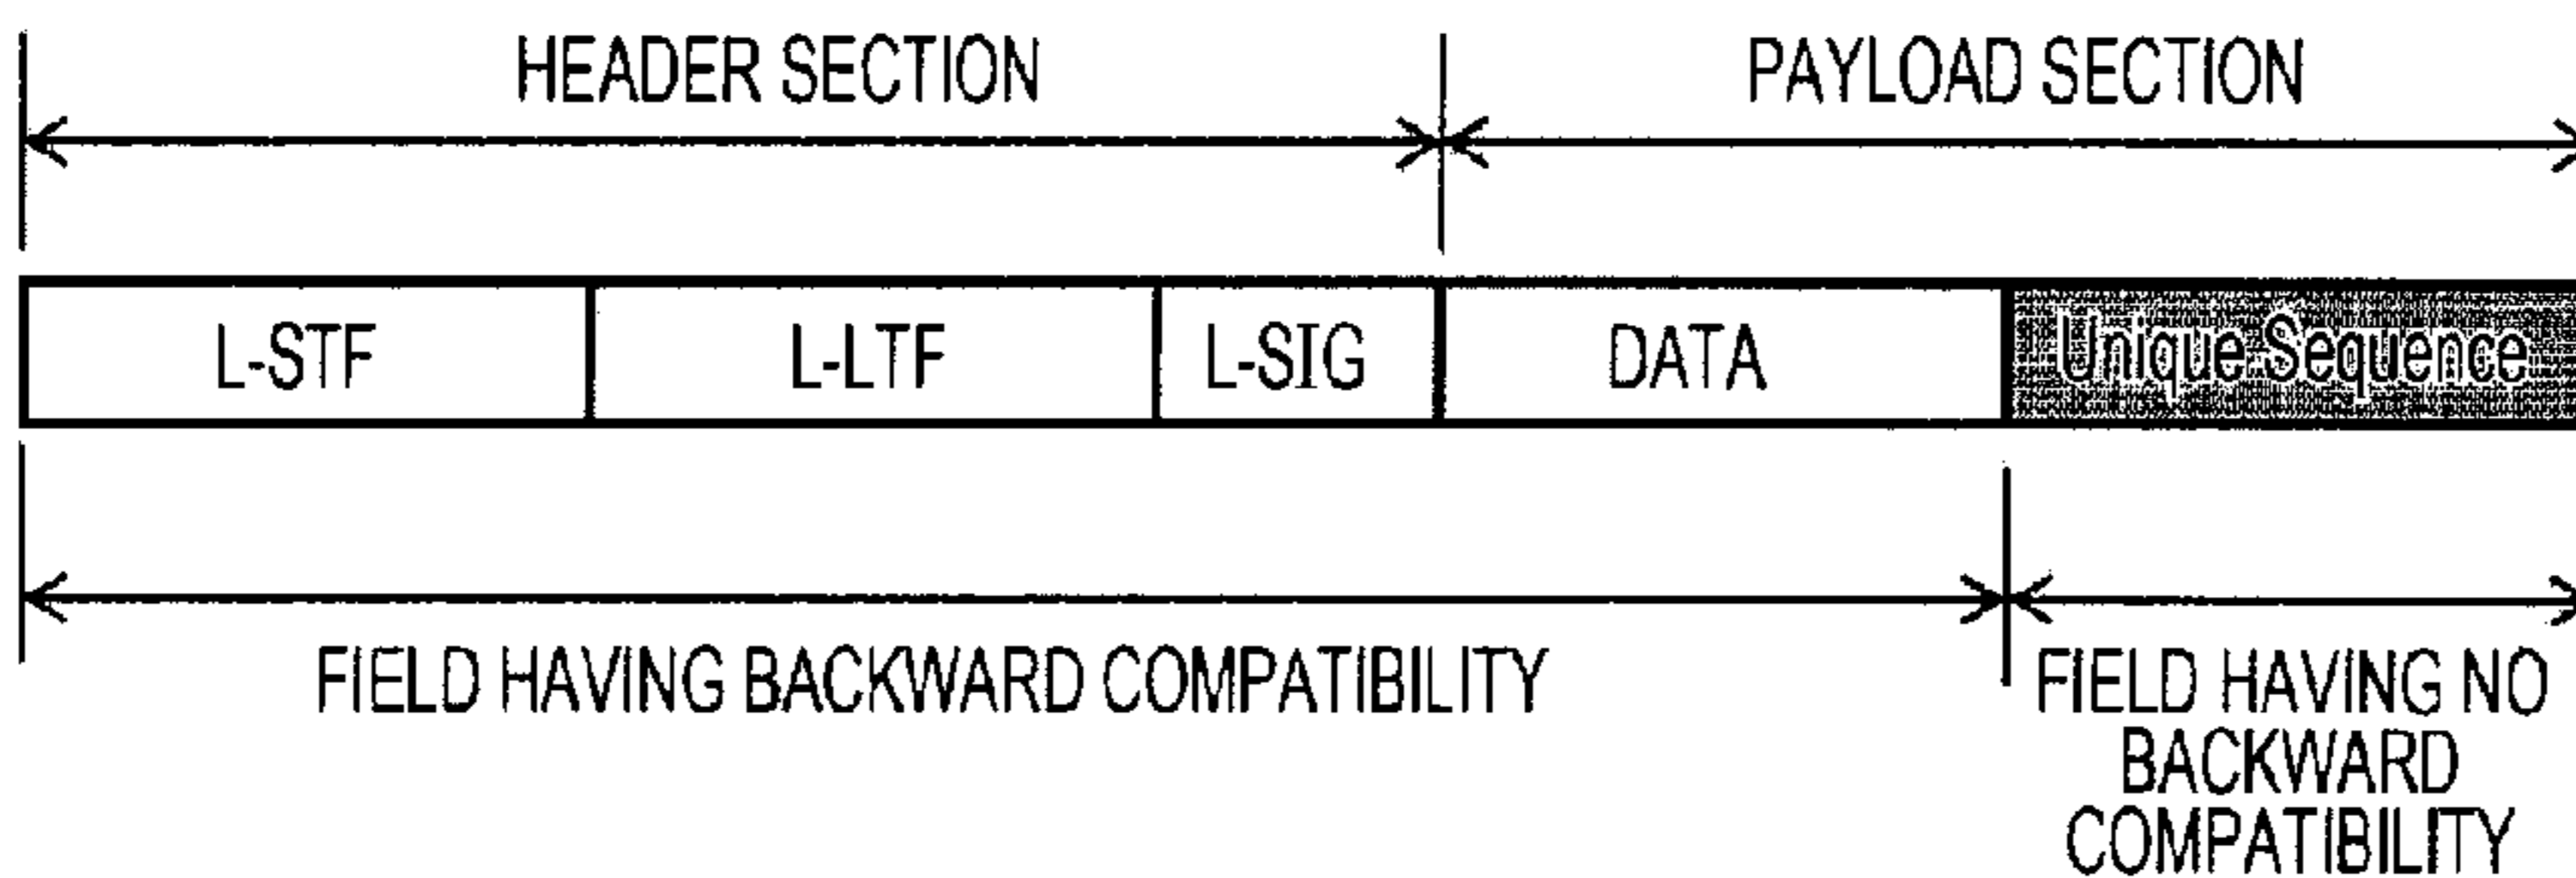 HEADER SECTION
PAYLOAD SECTION
L-STF
L-LTF
L-SIG
DATA
Unique Sequence
FIELD HAVING BACKWARD COMPATIBILITY
FIELD HAVING NO
BACKWARD
COMPATIBILITY